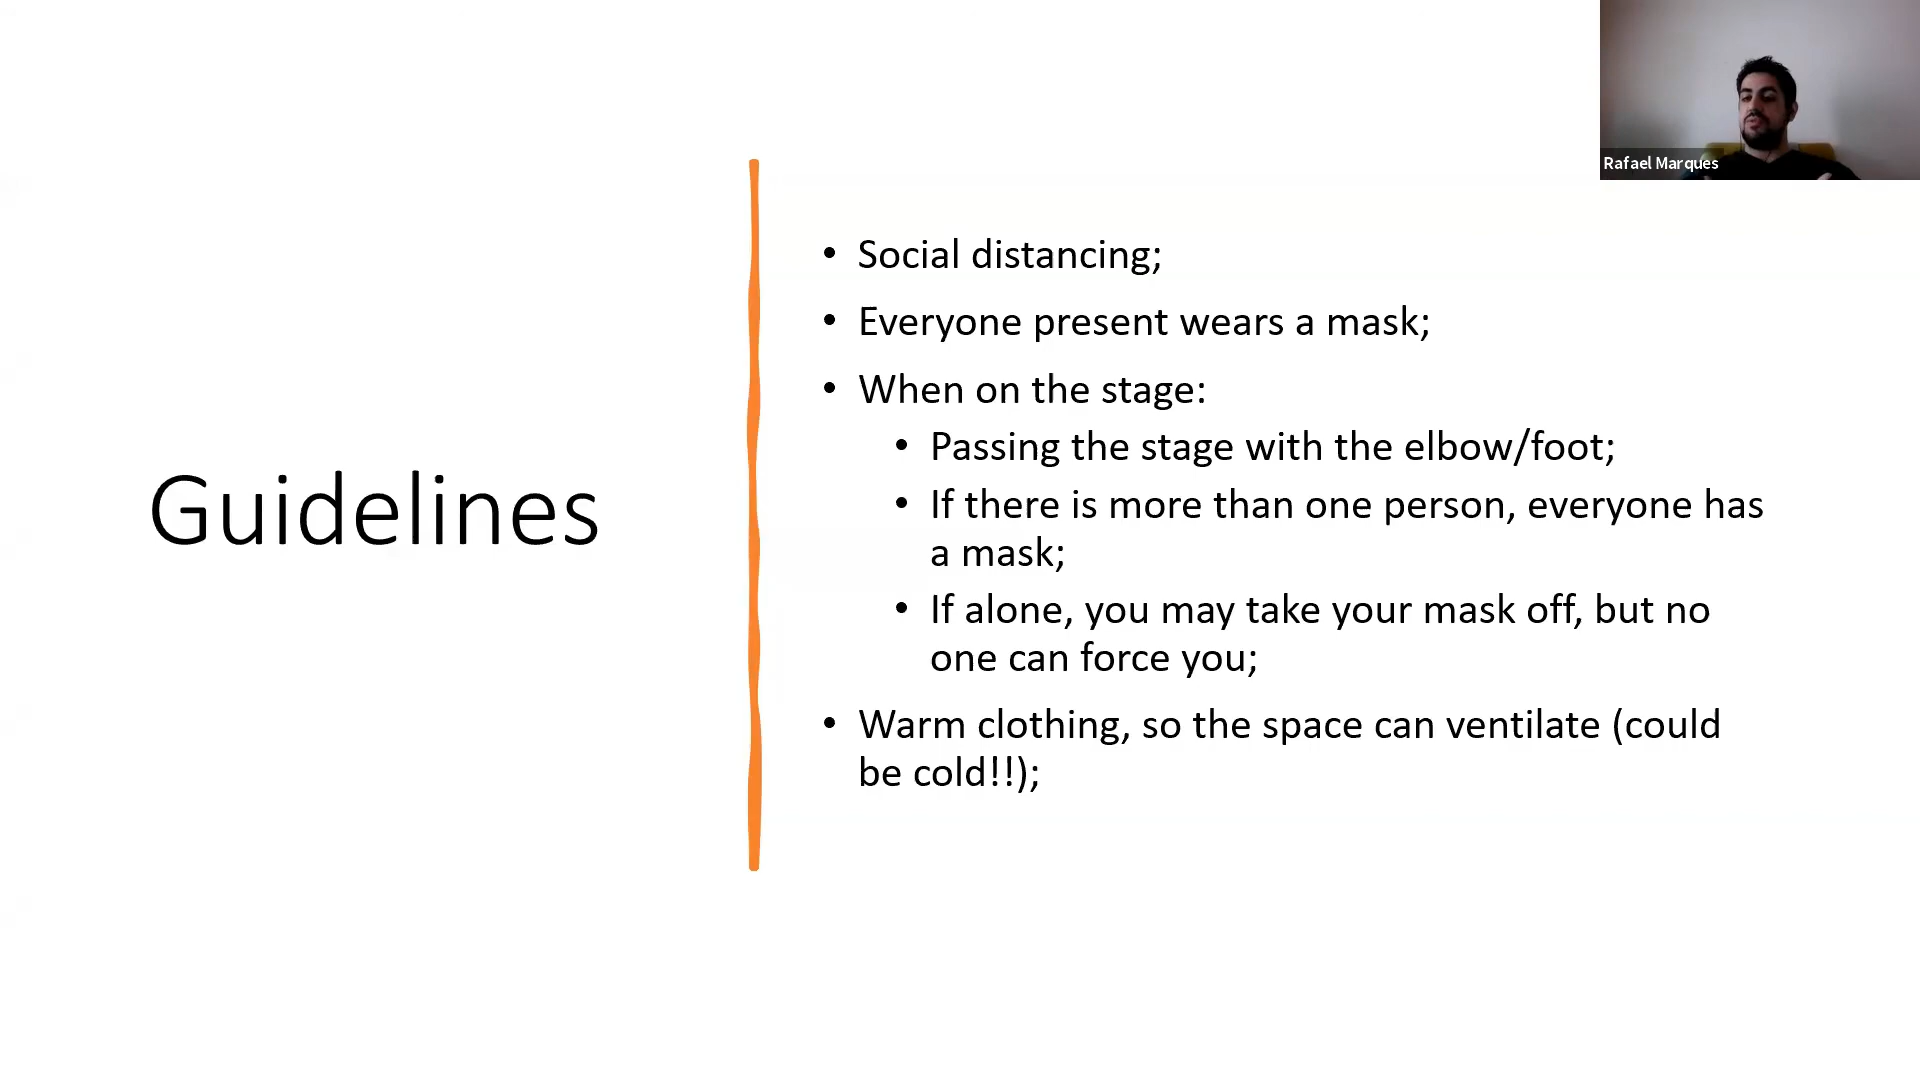 Rafael Marques
Guidelines
• Social distancing;
• Everyone present wears a mask;
• When on the stage:
• Passing the stage with the elbow/foot;
• If there is more than one person, everyone has
a mask;
• If alone, you may take your mask off, but no
one can force you;
• Warm clothing, so the space can ventilate (could
be cold!!);